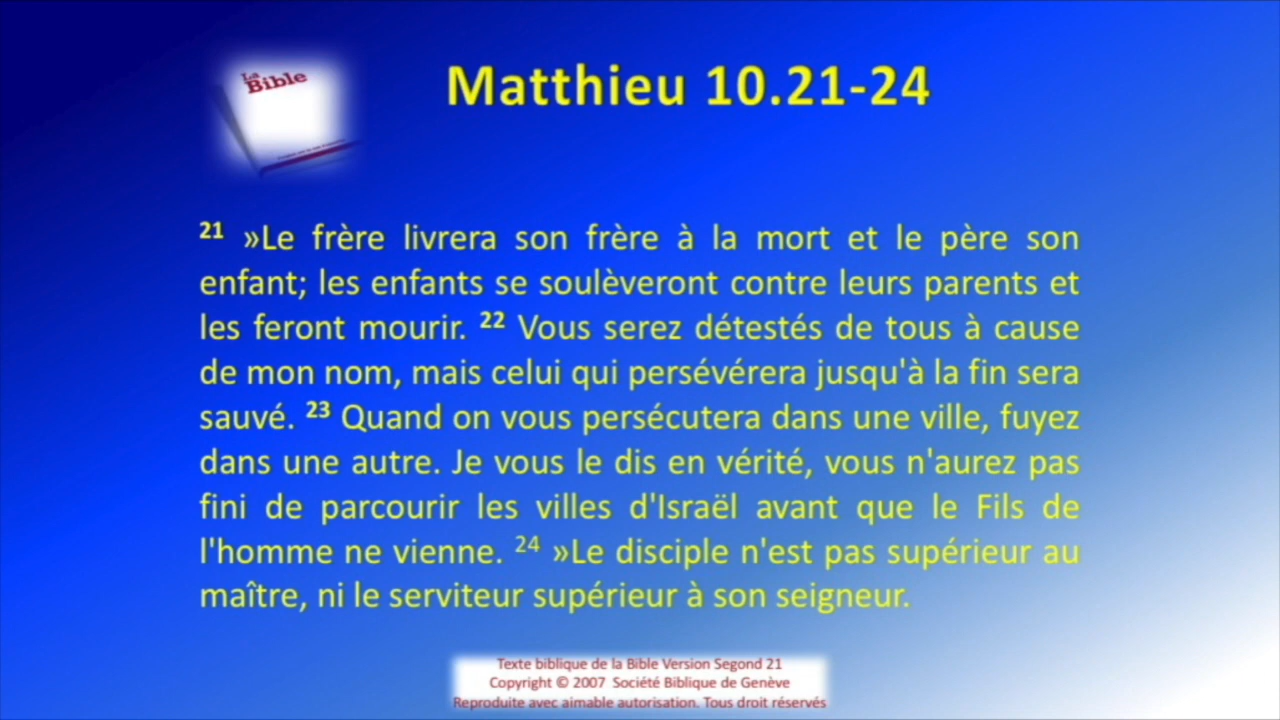 La
Bible
Matthieu 10.21-24
21 »Le frère livrera son frère à la mort et le père son
enfant; les enfants se soulèveront contre leurs parents et
les feront mourir. 22 Vous serez détestés de tous à cause
de mon nom, mais celui qui persévérera jusqu'à la fin sera
sauvé. 23 Quand on vous persécutera dans une ville, fuyez
dans une autre. Je vous le dis en vérité, vous n'aurez pas
fini de parcourir les villes d'Israël avant que le Fils de
l'homme ne vienne. 24 »Le disciple n'est pas supérieur au
maître, ni le serviteur supérieur à son seigneur.
Texte biblique de la Bible Version Segond 21
Copyright © 2007 Société Biblique de Genève
Reproduite avec aimable autorisation. Tous droit réservés